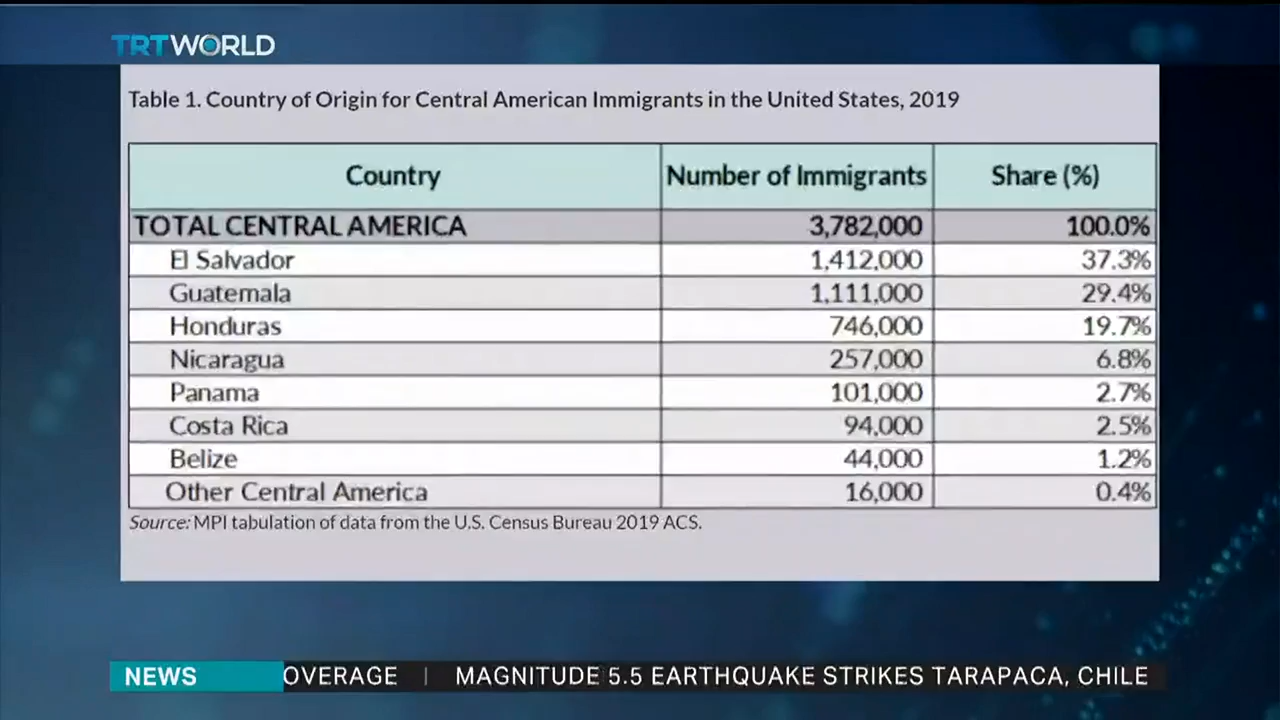 TRT WORLD
Table 1. Country of Origin for Central American Immigrants in the United States, 2019
Country Number of Immigrants Share (%)
TOTAL CENTRAL AMERICA 3,782,000 100.0%
El Salvador 1,412,000 37.3%
Guatemala 1,111,000 29.4%
Honduras 746,000 19.7%
Nicaragua 257,000 6.8%
Panama 101,000 2.7%
Costa Rica 94,000 2.5%
Belize 44,000 1.2%
Other Central America 16,000 0.4%
Source: MPI tabulation of data from the U.S. Census Bureau 2019 ACS.
NEWS OVERAGE | MAGNITUDE 5.5 EARTHQUAKE STRIKES TARAPACA, CHILE